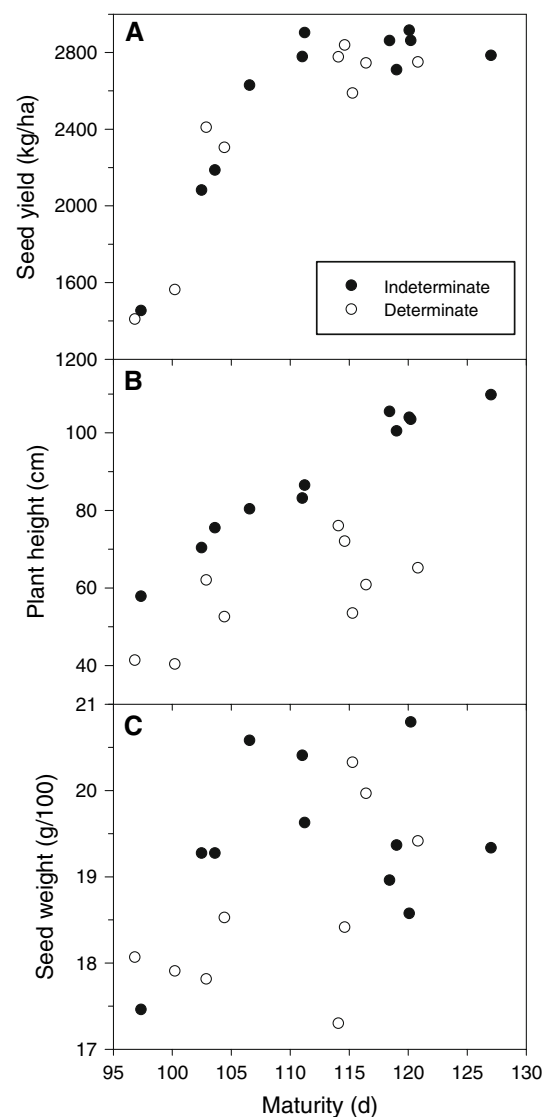 A
Seed yield (kg/ha)
2800
2400
2000
1600
1200
Indeterminate
Determinate
B
Plant height (cm)
100
80
60
40
21
C
Seed weight (g/100)
20
19
18
17
95 100 105 110 115 120 125 130
Maturity (d)